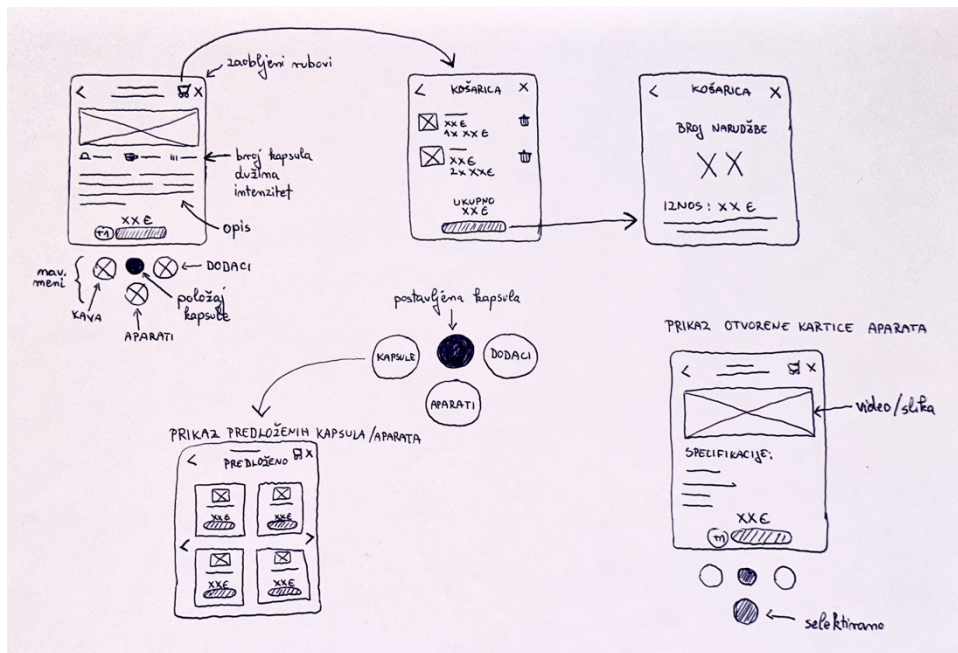 zaobljeni rubovi
broj kapsula
dužina
intenzitet
opis
XX €
+1
nav.
meni
KAVA
APARATI
DODACI
položaj
kapsule
KOŠARICA X
XX €
1X XX €
XX €
2X XX €
UKUPNO
XX €
KOŠARICA X
BROJ NARUDŽBE
XX
IZNOS: XX €
postavljena kapsula
KAPSULE
DODACI
APARATI
PRIKAZ PREDLOŽENIH KAPSULA/APARATA
PREDLOŽENO
XX €
XX €
XX €
XX €
PRIKAZ OTVORENE KARTICE APARATA
video/slika
SPECIFIKACIJE:
XX €
+1
selektirano